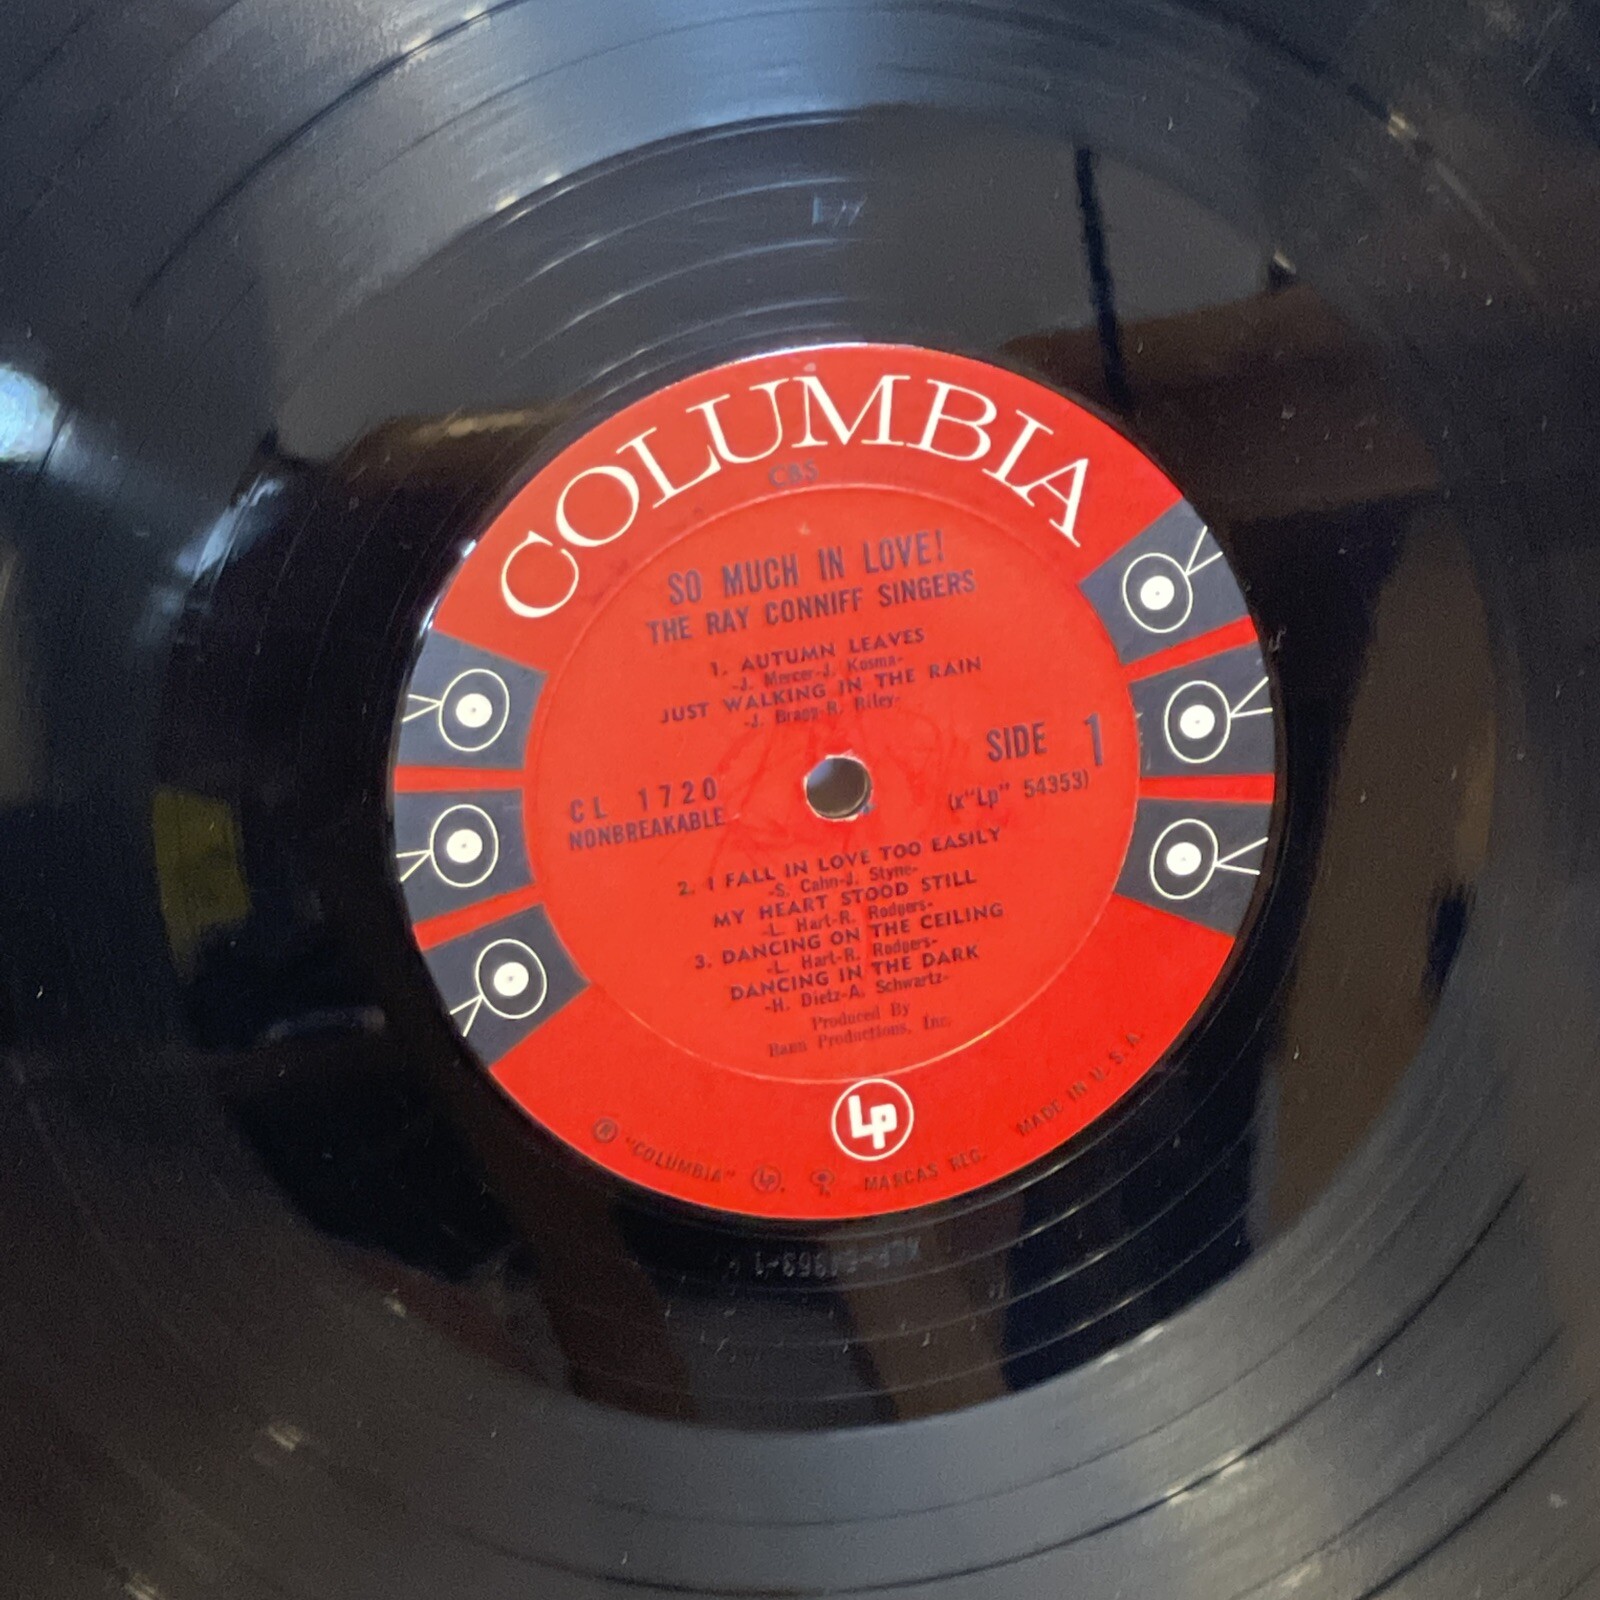 COLUMBIA
CBS
SO MUCH IN LOVE!
THE RAY CONNIFF SINGERS
1. AUTUMN LEAVES
-J. Mercer-J. Kosma-
JUST WALKING IN THE RAIN
-J. Bragg-R. Riley-
SIDE 1
CL 1720
(x"Lp" 54353)
NONBREAKABLE
2. I FALL IN LOVE TOO EASILY
-S. Cahn-J. Styne-
MY HEART STOOD STILL
-L. Hart-R. Rodgers-
3. DANCING ON THE CEILING
-L. Hart-R. Rodgers-
DANCING IN THE DARK
-H. Dietz-A. Schwartz-
Produced By
Productions, Inc.
Lp
® "COLUMBIA" Lp, MARCAS REG. MADE IN U. S. A.